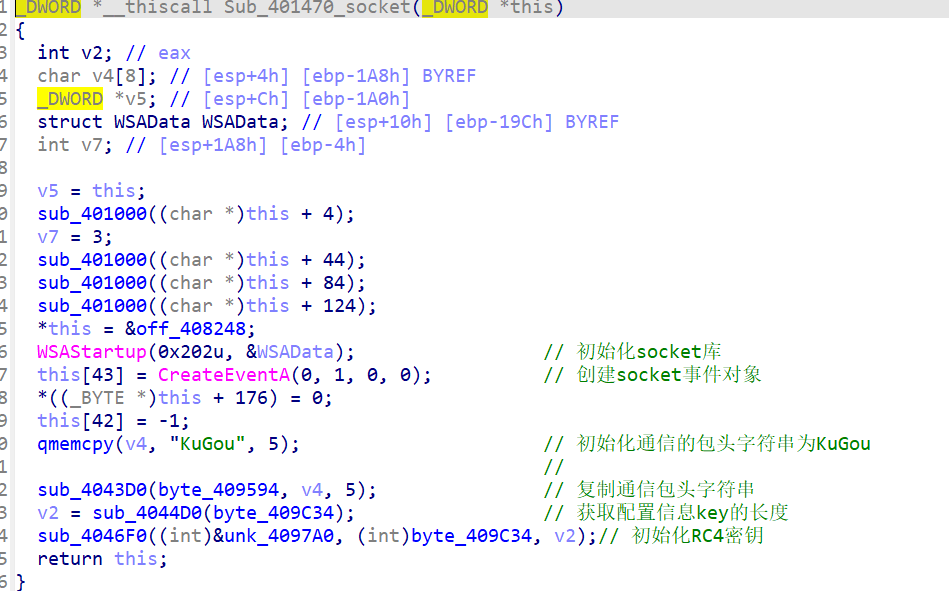 1 _DWORD *__thiscall Sub_401470_socket(_DWORD *this)
2 {
3 int v2; // eax
4 char v4[8]; // [esp+4h] [ebp-1A8h] BYREF
5 _DWORD *v5; // [esp+Ch] [ebp-1A0h]
6 struct WSAData WSAData; // [esp+10h] [ebp-19Ch] BYREF
7 int v7; // [esp+1A8h] [ebp-4h]
8
9 v5 = this;
0 sub_401000((char *)this + 4);
1 v7 = 3;
2 sub_401000((char *)this + 44);
3 sub_401000((char *)this + 84);
4 sub_401000((char *)this + 124);
5 *this = &off_408248;
6 WSAStartup(0x202u, &WSAData); // 初始化socket库
7 this[43] = CreateEventA(0, 1, 0, 0); // 创建socket事件对象
8 *((_BYTE *)this + 176) = 0;
9 this[42] = -1;
0 qmemcpy(v4, "KuGou", 5); // 初始化通信的包头字符串为KuGou
1 //
2 sub_4043D0(byte_409594, v4, 5); // 复制通信包头字符串
3 v2 = sub_4044D0(byte_409C34); // 获取配置信息key的长度
4 sub_4046F0((int)&unk_4097A0, (int)byte_409C34, v2);// 初始化RC4密钥
5 return this;
6 }